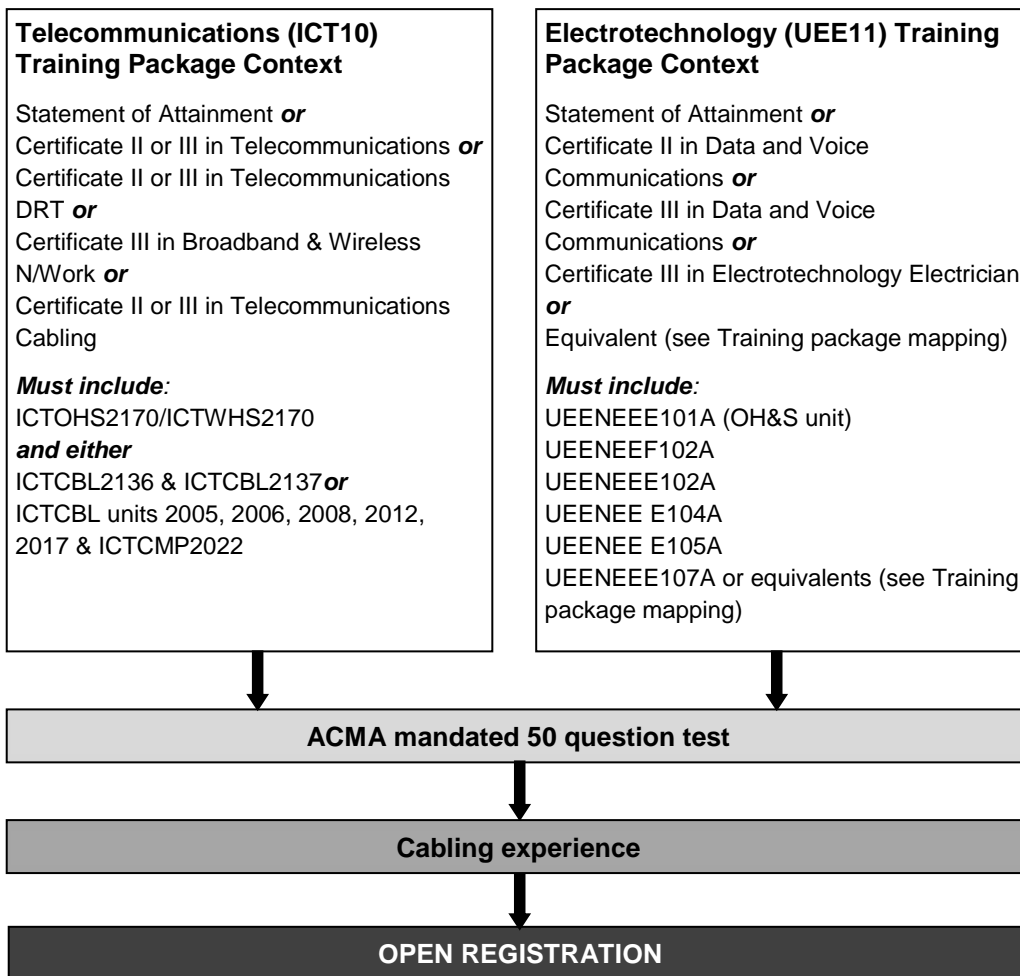 Telecommunications (ICT10)
Training Package Context
Statement of Attainment or
Certificate II or III in Telecommunications or
Certificate II or III in Telecommunications
DRT or
Certificate III in Broadband & Wireless
N/Work or
Certificate II or III in Telecommunications
Cabling
Must include:
ICTOHS2170/ICTWHS2170
and either
ICTCBL2136 & ICTCBL2137or
ICTCBL units 2005, 2006, 2008, 2012,
2017 & ICTCMP2022
Electrotechnology (UEE11) Training
Package Context
Statement of Attainment or
Certificate II in Data and Voice
Communications or
Certificate III in Data and Voice
Communications or
Certificate III in Electrotechnology Electrician
or
Equivalent (see Training package mapping)
Must include:
UEENEEE101A (OH&S unit)
UEENEEF102A
UEENEEE102A
UEENEE E104A
UEENEE E105A
UEENEEE107A or equivalents (see Training
package mapping)
ACMA mandated 50 question test
Cabling experience
OPEN REGISTRATION